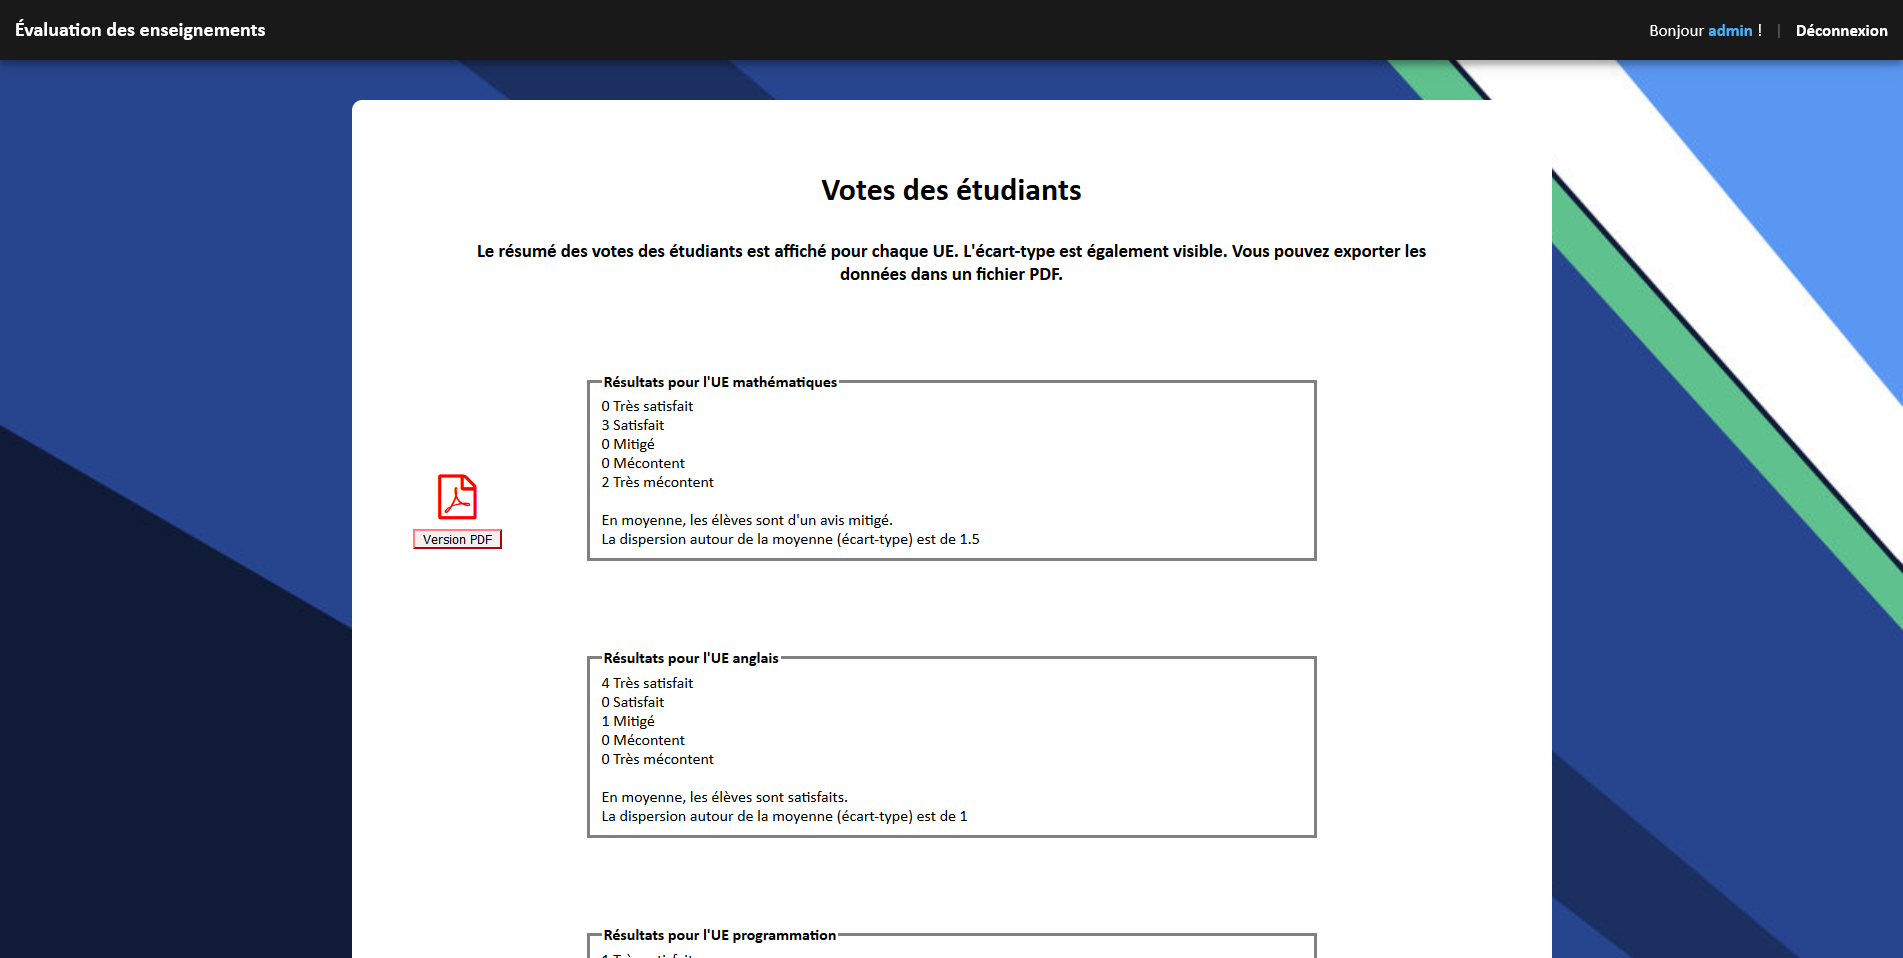 Évaluation des enseignements
Bonjour admin ! | Déconnexion
Votes des étudiants
Le résumé des votes des étudiants est affiché pour chaque UE. L'écart-type est également visible. Vous pouvez exporter les
données dans un fichier PDF.
Version PDF
Résultats pour l'UE mathématiques
0 Très satisfait
3 Satisfait
0 Mitigé
0 Mécontent
2 Très mécontent
En moyenne, les élèves sont d'un avis mitigé.
La dispersion autour de la moyenne (écart-type) est de 1.5
Résultats pour l'UE anglais
4 Très satisfait
0 Satisfait
1 Mitigé
0 Mécontent
0 Très mécontent
En moyenne, les élèves sont satisfaits.
La dispersion autour de la moyenne (écart-type) est de 1
Résultats pour l'UE programmation
1 Très satisfait